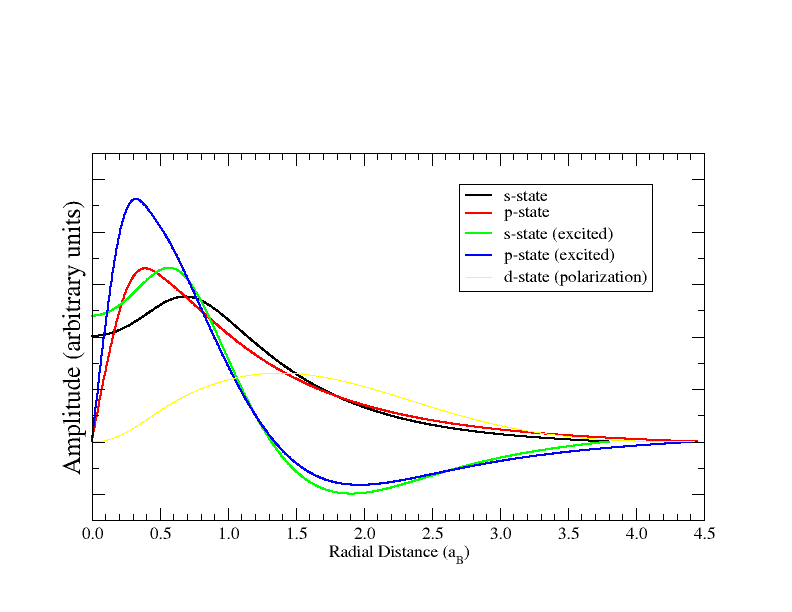 s-state
p-state
s-state (excited)
p-state (excited)
d-state (polarization)
Amplitude (arbitrary units)
0.0 0.5 1.0 1.5 2.0 2.5 3.0 3.5 4.0 4.5
Radial Distance (aB)